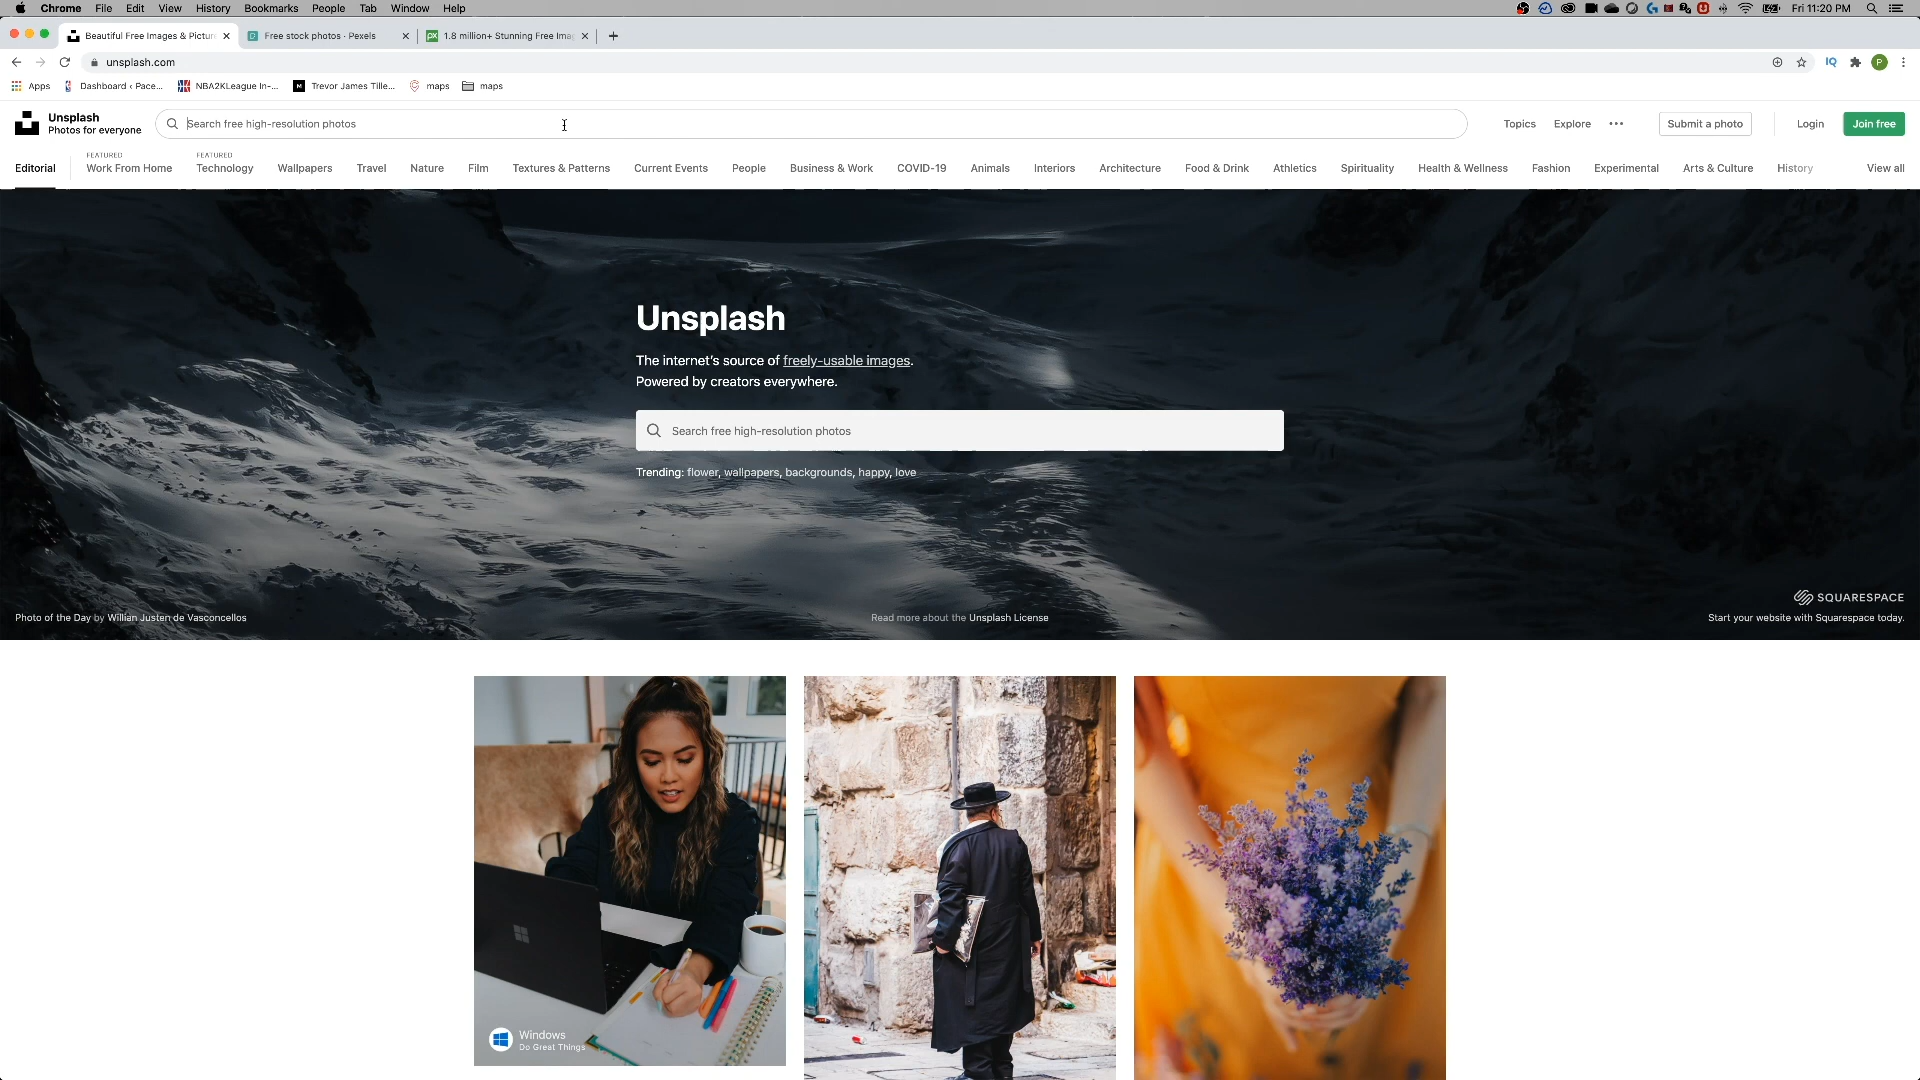 Chrome File Edit View History Bookmarks People Tab Window Help
Fri 11:20 PM
Beautiful Free Images & Picture
Free stock photos · Pexels
1.8 million+ Stunning Free Imag
unsplash.com
Apps
Dashboard ‹ Pace...
NBA2KLeague In-...
Trevor James Tille...
maps
maps
Unsplash
Photos for everyone
Search free high-resolution photos
Topics
Explore
Submit a photo
Login
Join free
Editorial
FEATURED
Work From Home
FEATURED
Technology
Wallpapers
Travel
Nature
Film
Textures & Patterns
Current Events
People
Business & Work
COVID-19
Animals
Interiors
Architecture
Food & Drink
Athletics
Spirituality
Health & Wellness
Fashion
Experimental
Arts & Culture
History
View all
Unsplash
The internet's source of freely-usable images.
Powered by creators everywhere.
Search free high-resolution photos
Trending: flower, wallpapers, backgrounds, happy, love
SQUARESPACE
Photo of the Day by Willian Justen de Vasconcellos
Read more about the Unsplash License
Start your website with Squarespace today.
Windows
Do Great Things